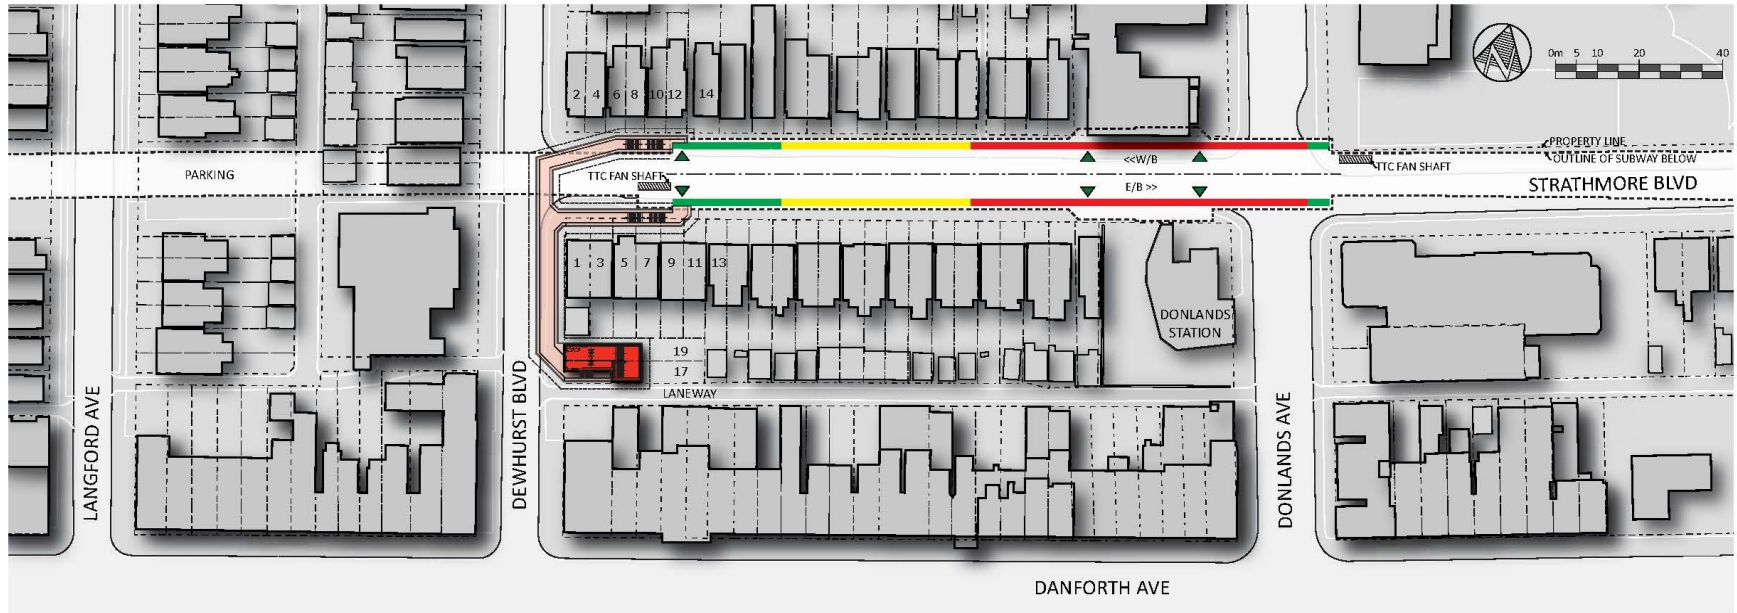 0m 5 10 20 40
2 4 6 8 10 12 14
PROPERTY LINE
<<W/B
OUTLINE OF SUBWAY BELOW
TTC FAN SHAFT
PARKING
TTC FAN SHAFT
E/B >>
STRATHMORE BLVD
1 3 5 7 9 11 13
DONLANDS
STATION
19
17
LANEWAY
LANGFORD AVE
DEWHURST BLVD
DONLANDS AVE
DANFORTH AVE